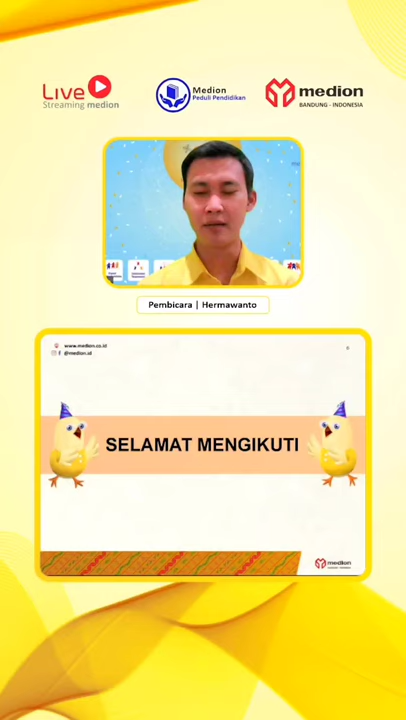 Live
Streaming medion
Medion
Peduli Pendidikan
medion
BANDUNG - INDONESIA
Pembicara | Hermawanto
www.medion.co.id
@medion.id
SELAMAT MENGIKUTI
medion